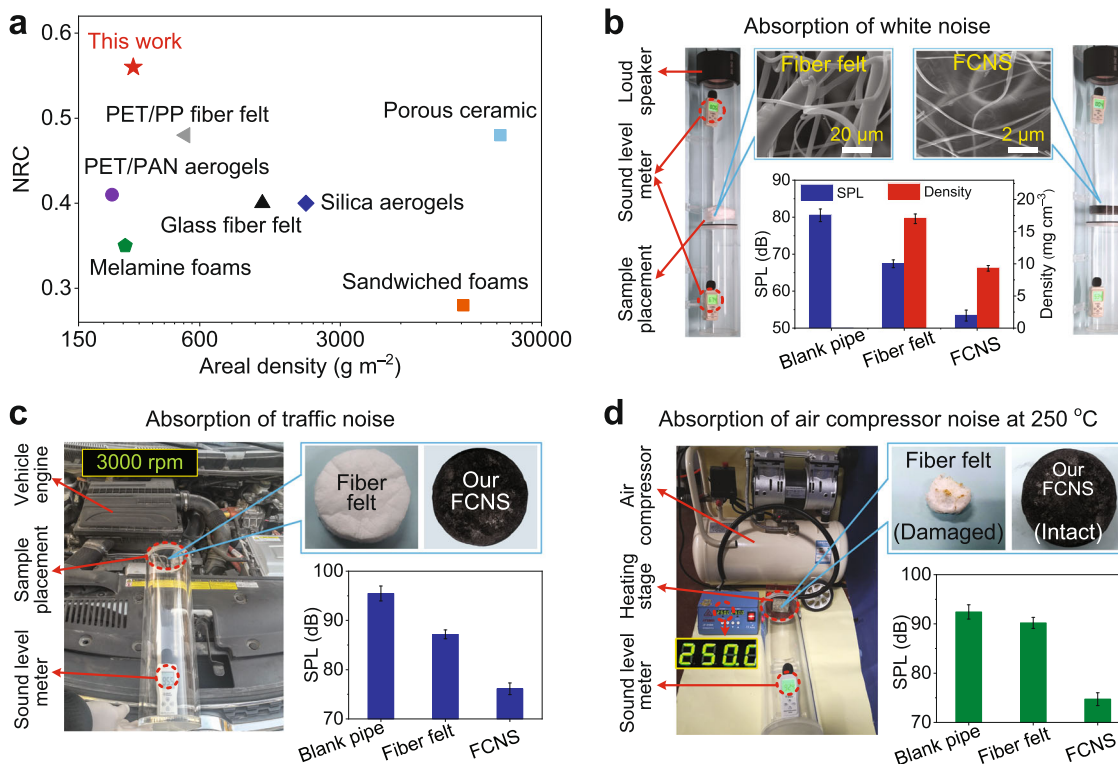 a
NRC
0.6
0.5
0.4
0.3
This work
PET/PP fiber felt
Porous ceramic
PET/PAN aerogels
Silica aerogels
Glass fiber felt
Melamine foams
Sandwiched foams
150
600
3000
30000
Areal density (g m⁻²)
b
Absorption of white noise
Loud
speaker
Sound level
meter
Sample
placement
Fiber felt
20 µm
FCNS
2 µm
SPL
Density
SPL (dB)
90
80
70
60
50
Density (mg cm⁻³)
20
15
10
5
0
Blank pipe
Fiber felt
FCNS
c
Absorption of traffic noise
Vehicle
engine
Sample
placement
Sound level
meter
3000 rpm
Fiber
felt
Our
FCNS
SPL (dB)
100
90
80
70
Blank pipe
Fiber felt
FCNS
d
Absorption of air compressor noise at 250 °C
Air
compressor
Heating
stage
Sound level
meter
250.0
Fiber felt
(Damaged)
Our
FCNS
(Intact)
SPL (dB)
100
90
80
70
Blank pipe
Fiber felt
FCNS